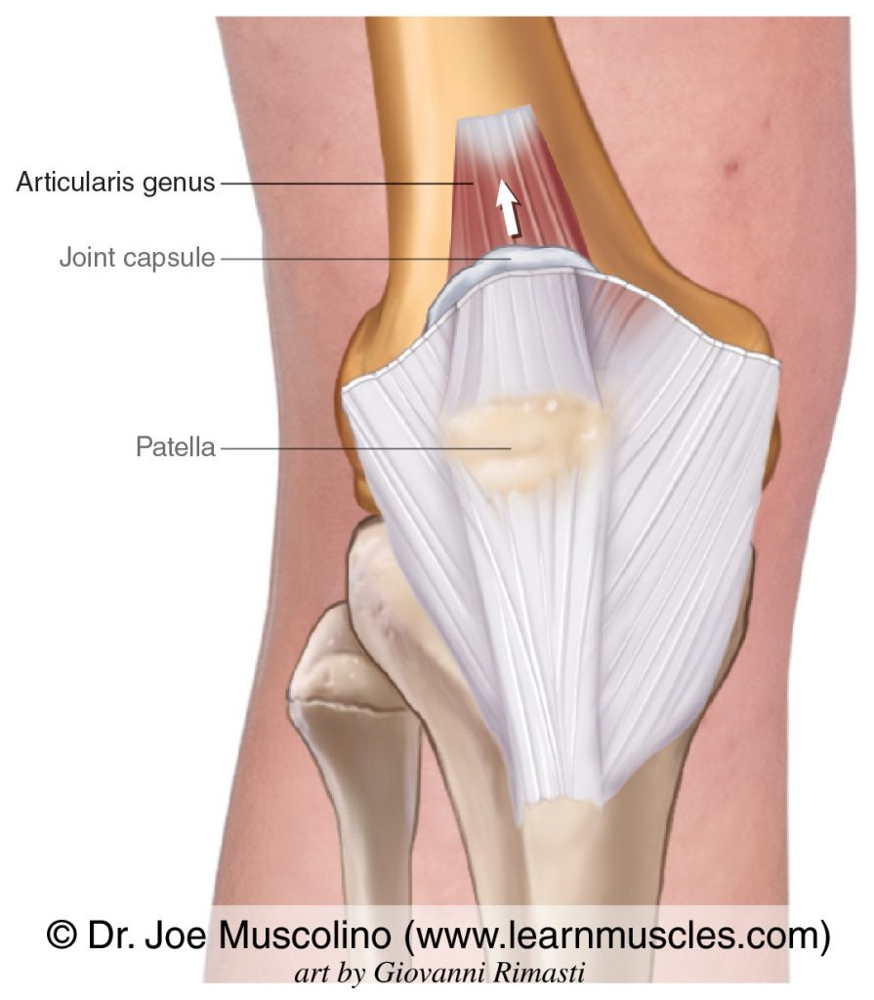 Articularis genus
Joint capsule
Patella
© Dr. Joe Muscolino (www.learnmuscles.com)
art by Giovanni Rimasti